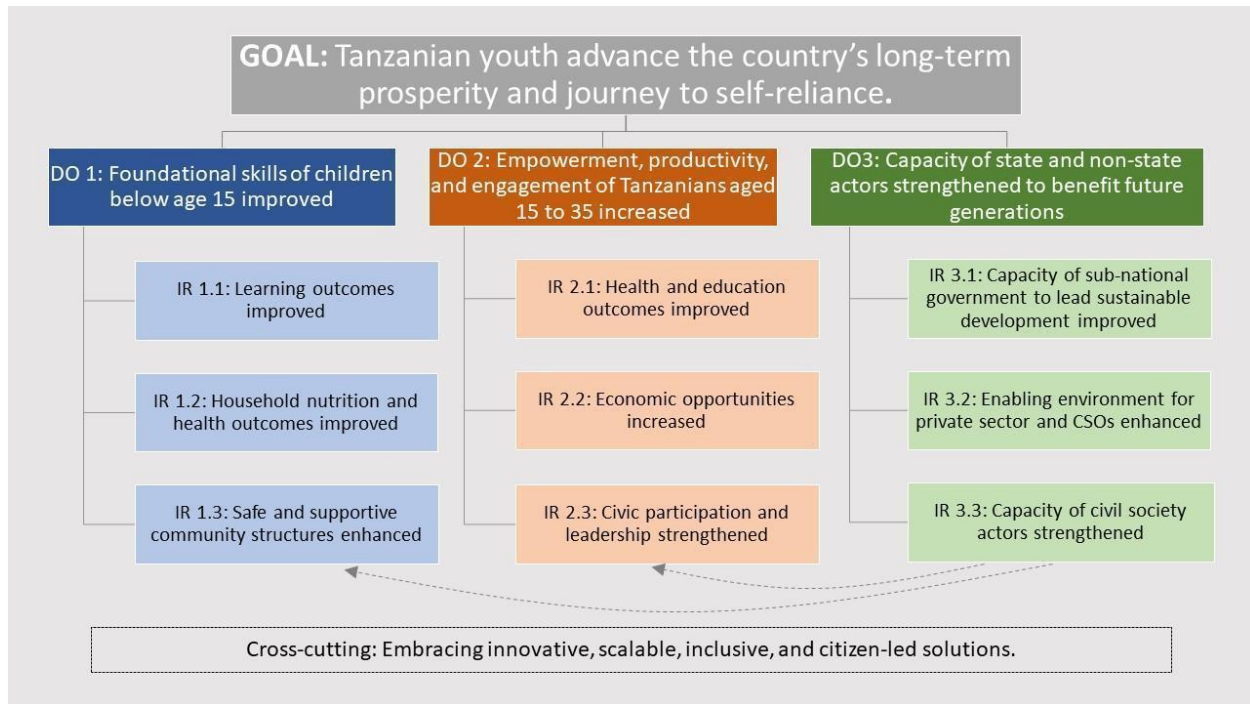 GOAL: Tanzanian youth advance the country’s long-term
prosperity and journey to self-reliance.
DO 1: Foundational skills of children
below age 15 improved
DO 2: Empowerment, productivity,
and engagement of Tanzanians aged
15 to 35 increased
DO3: Capacity of state and non-state
actors strengthened to benefit future
generations
IR 1.1: Learning outcomes
improved
IR 2.1: Health and education
outcomes improved
IR 3.1: Capacity of sub-national
government to lead sustainable
development improved
IR 1.2: Household nutrition and
health outcomes improved
IR 2.2: Economic opportunities
increased
IR 3.2: Enabling environment for
private sector and CSOs enhanced
IR 1.3: Safe and supportive
community structures enhanced
IR 2.3: Civic participation and
leadership strengthened
IR 3.3: Capacity of civil society
actors strengthened
Cross-cutting: Embracing innovative, scalable, inclusive, and citizen-led solutions.